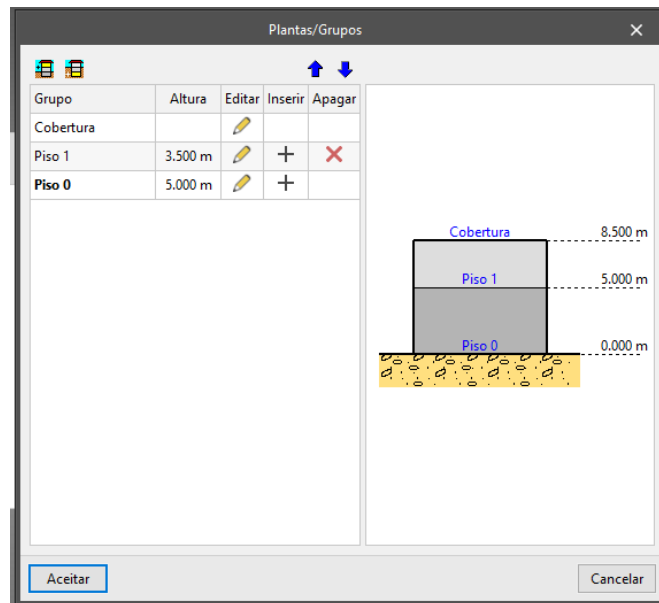 Plantas/Grupos
Grupo Altura Editar Inserir Apagar
Cobertura
Piso 1 3.500 m
Piso 0 5.000 m
Cobertura 8.500 m
Piso 1 5.000 m
Piso 0 0.000 m
Aceitar Cancelar